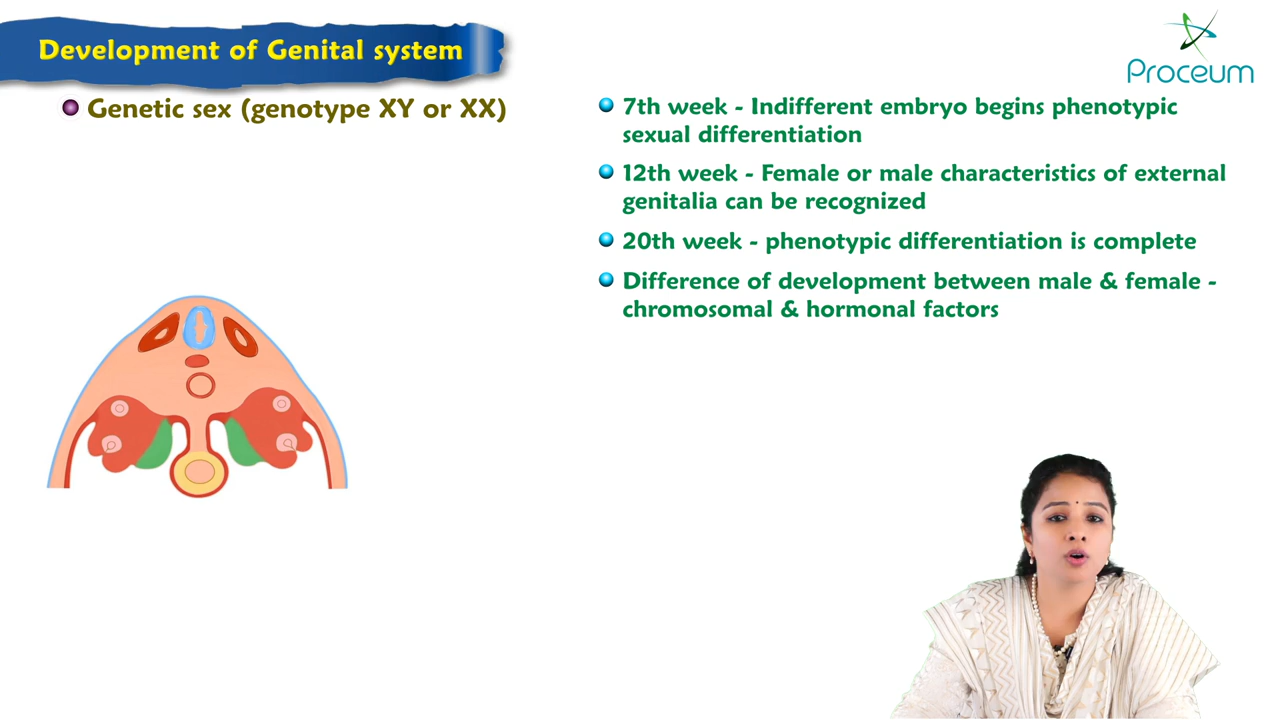 Development of Genital system
Proceum
Genetic sex (genotype XY or XX)
7th week - Indifferent embryo begins phenotypic
sexual differentiation
12th week - Female or male characteristics of external
genitalia can be recognized
20th week - phenotypic differentiation is complete
Difference of development between male & female -
chromosomal & hormonal factors